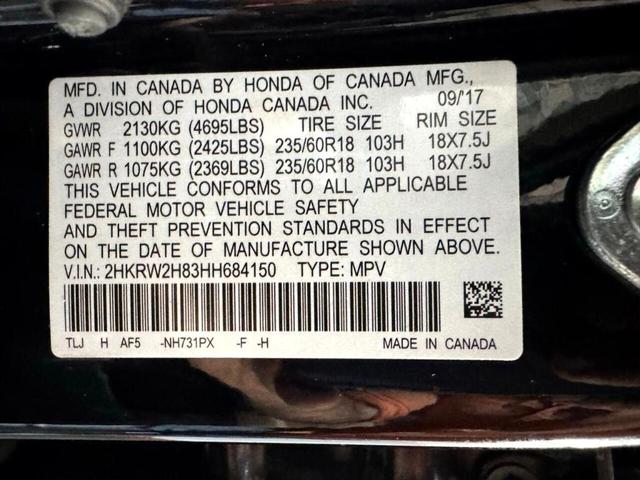 MFD. IN CANADA BY HONDA OF CANADA MFG.,
A DIVISION OF HONDA CANADA INC. 09/17
GVWR 2130KG (4695LBS) TIRE SIZE RIM SIZE
GAWR F 1100KG (2425LBS) 235/60R18 103H 18X7.5J
GAWR R 1075KG (2369LBS) 235/60R18 103H 18X7.5J
THIS VEHICLE CONFORMS TO ALL APPLICABLE
FEDERAL MOTOR VEHICLE SAFETY
AND THEFT PREVENTION STANDARDS IN EFFECT
ON THE DATE OF MANUFACTURE SHOWN ABOVE.
V.I.N.: 2HKRW2H83HH684150 TYPE: MPV
TLJ H AF5 -NH731PX -F -H MADE IN CANADA